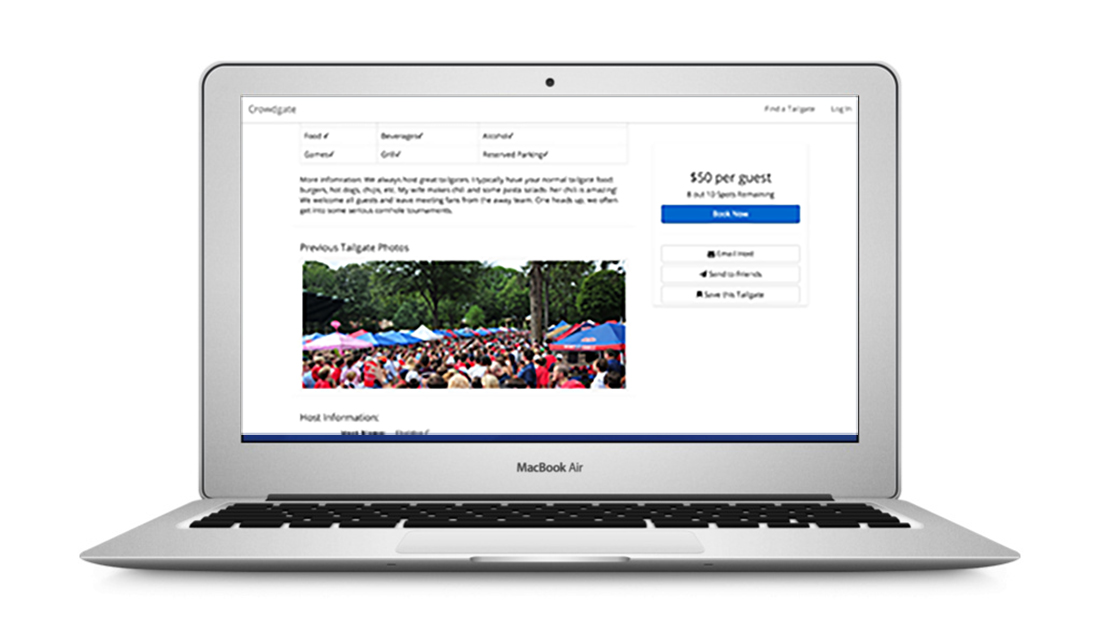 Crowdgate
Find a Tailgate Log In
Food ✔ Beverages✔ Alcohol✔
Games✔ Grill✔ Reserved Parking✔
More information: We always host great tailgates. I typically have your normal tailgate food:
burgers, hot dogs, chips, etc. My wife makes chili and some pasta salads: her chili is amazing!
We welcome all guests and leave meeting fans from the away team. One heads up, we often
get into some serious cornhole tournaments.
$50 per guest
8 out 10 Spots Remaining
Book Now
Email Host
Send to Friends
Save this Tailgate
Previous Tailgate Photos
Host Information:
MacBook Air